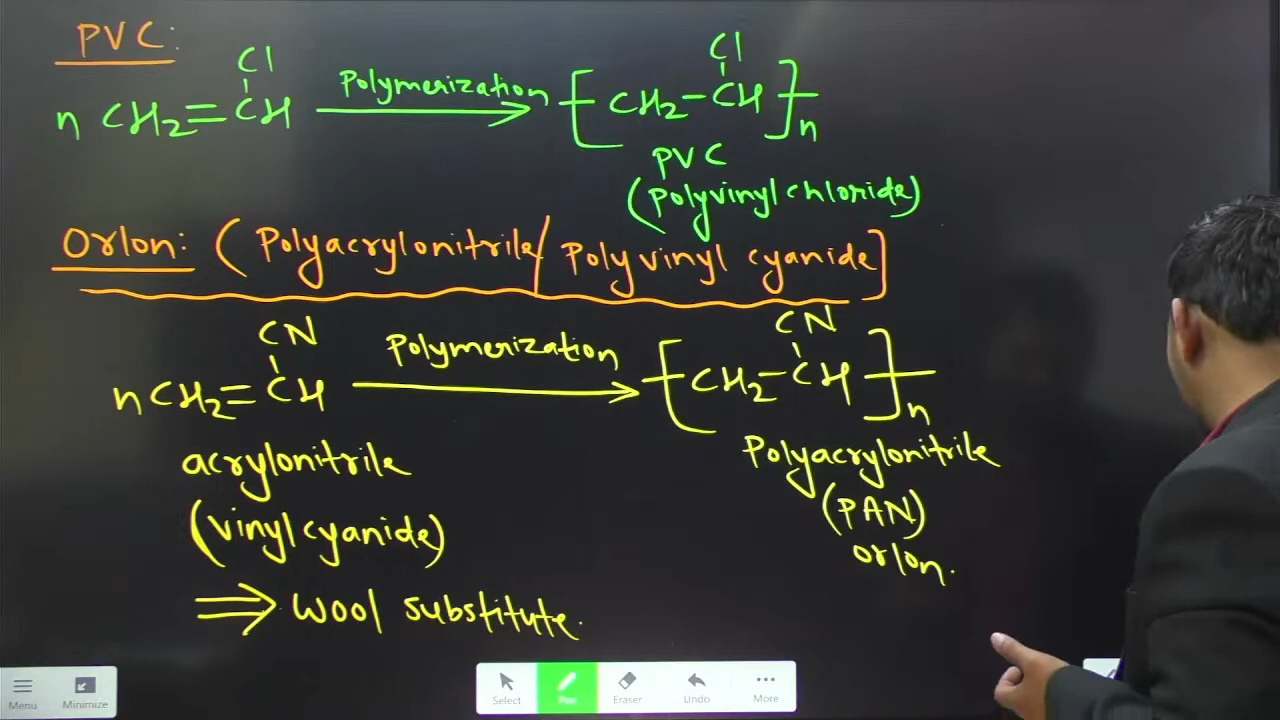 PVC:
Cl
n CH2=CH Polymerization [CH2-CH]n
Cl
PVC
(Polyvinyl chloride)
Orlon: (Polyacrylonitrile/Polyvinyl cyanide]
CN
nCH2=CH Polymerization [CH2-CH]n
CN
acrylonitrile
(vinyl cyanide)
Polyacrylonitrile
(PAN)
orlon.
⇒ Wool substitute.
Menu
Minimize
Select
Pen
Eraser
Undo
More